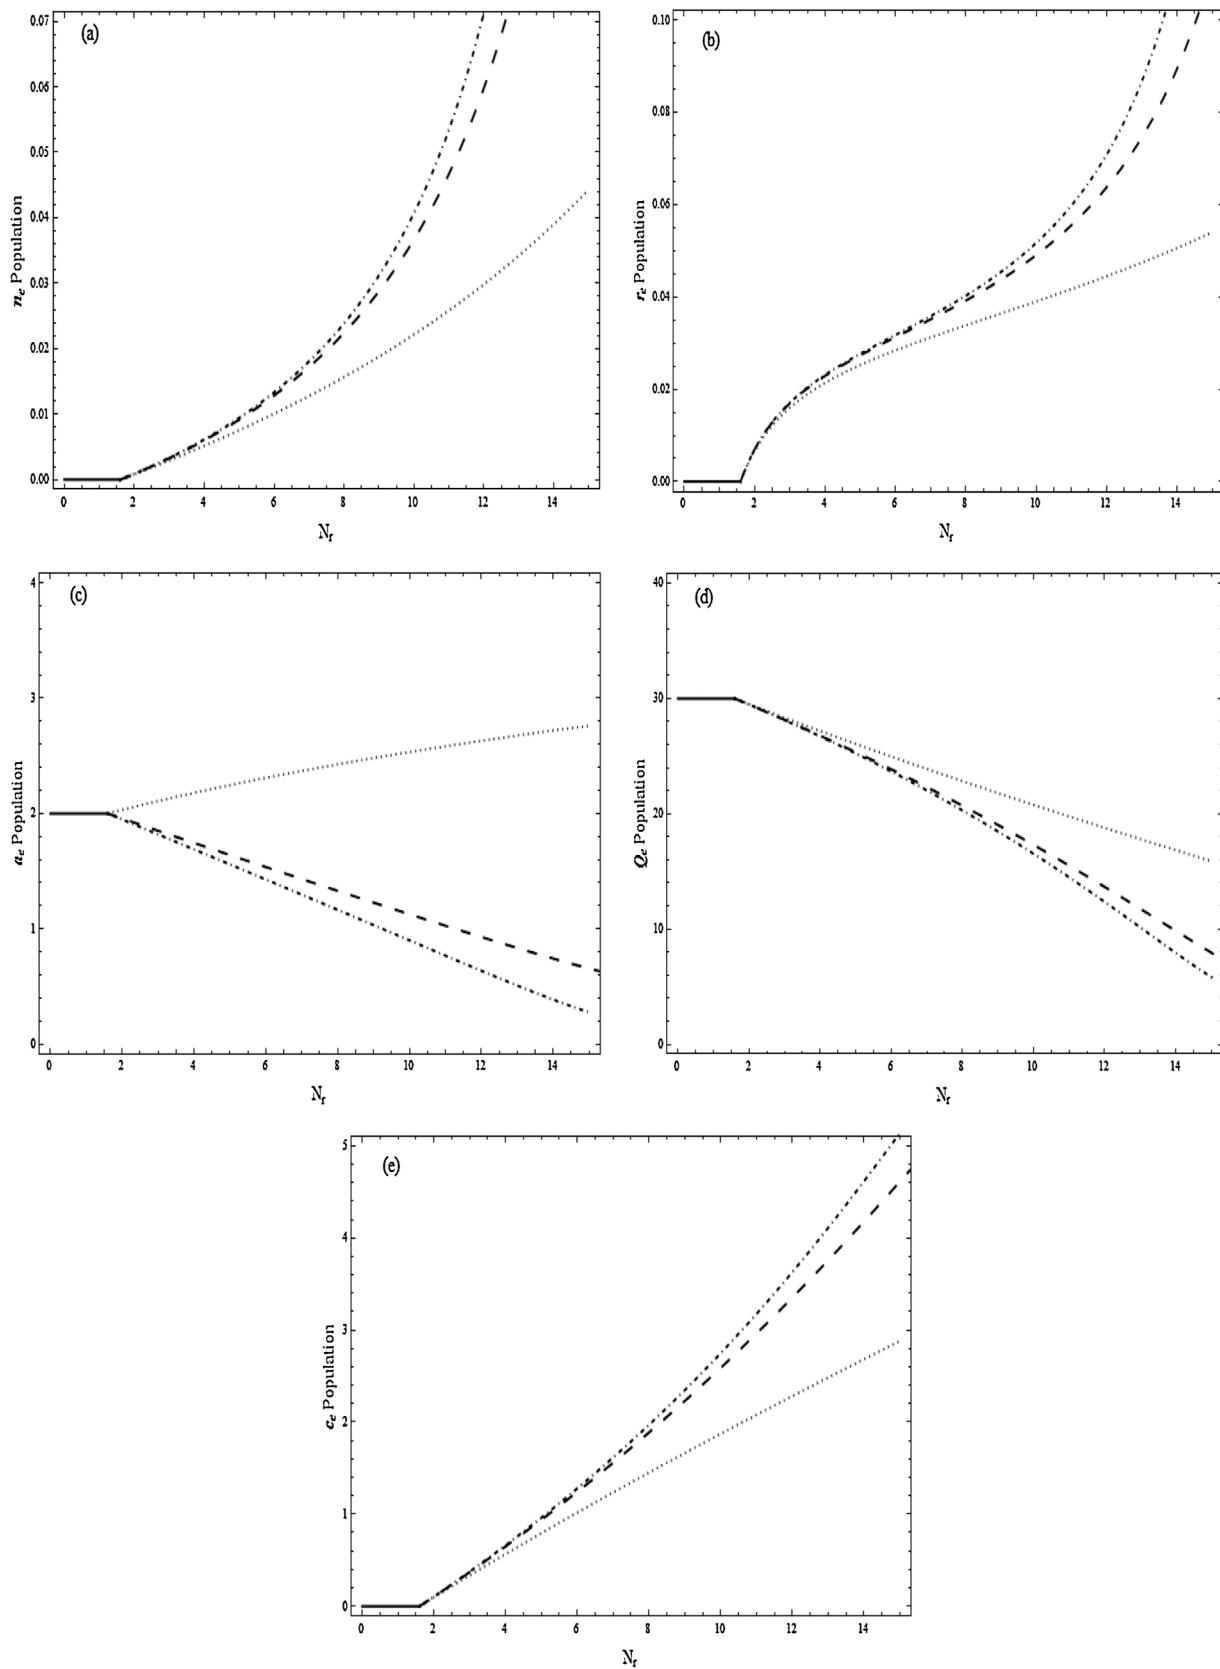 (a)
0.07
0.06
0.05
0.04
0.03
0.02
0.01
0.00
n_e Population
0 2 4 6 8 10 12 14
N_r
(b)
0.10
0.08
0.06
0.04
0.02
0.00
r_e Population
0 2 4 6 8 10 12 14
N_r
(c)
4
3
2
1
0
a_e Population
0 2 4 6 8 10 12 14
N_r
(d)
40
30
20
10
0
Q_e Population
0 2 4 6 8 10 12 14
N_r
(e)
5
4
3
2
1
0
c_e Population
0 2 4 6 8 10 12 14
N_r